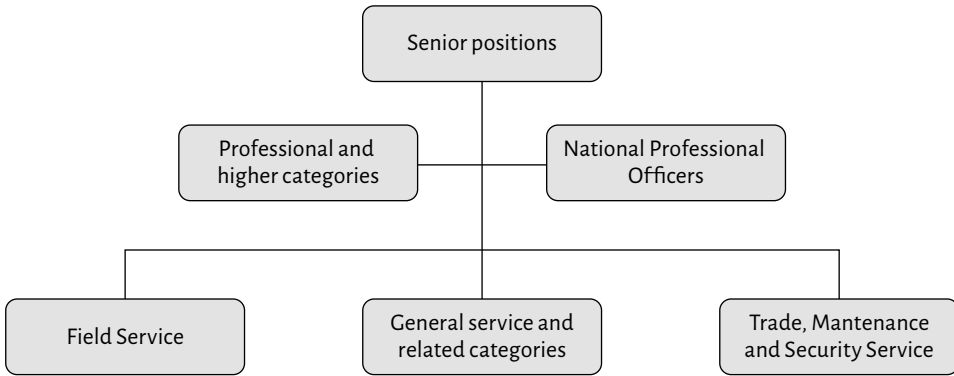 Senior positions
Professional and
higher categories
National Professional
Officers
Field Service
General service and
related categories
Trade, Mantenance
and Security Service